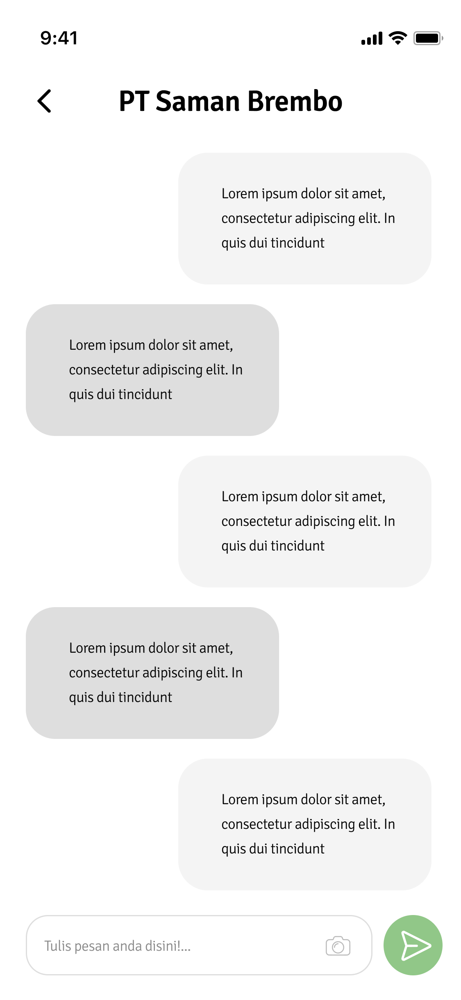 9:41
PT Saman Brembo
Lorem ipsum dolor sit amet,
consectetur adipiscing elit. In
quis dui tincidunt
Lorem ipsum dolor sit amet,
consectetur adipiscing elit. In
quis dui tincidunt
Lorem ipsum dolor sit amet,
consectetur adipiscing elit. In
quis dui tincidunt
Lorem ipsum dolor sit amet,
consectetur adipiscing elit. In
quis dui tincidunt
Lorem ipsum dolor sit amet,
consectetur adipiscing elit. In
quis dui tincidunt
Tulis pesan anda disini!...